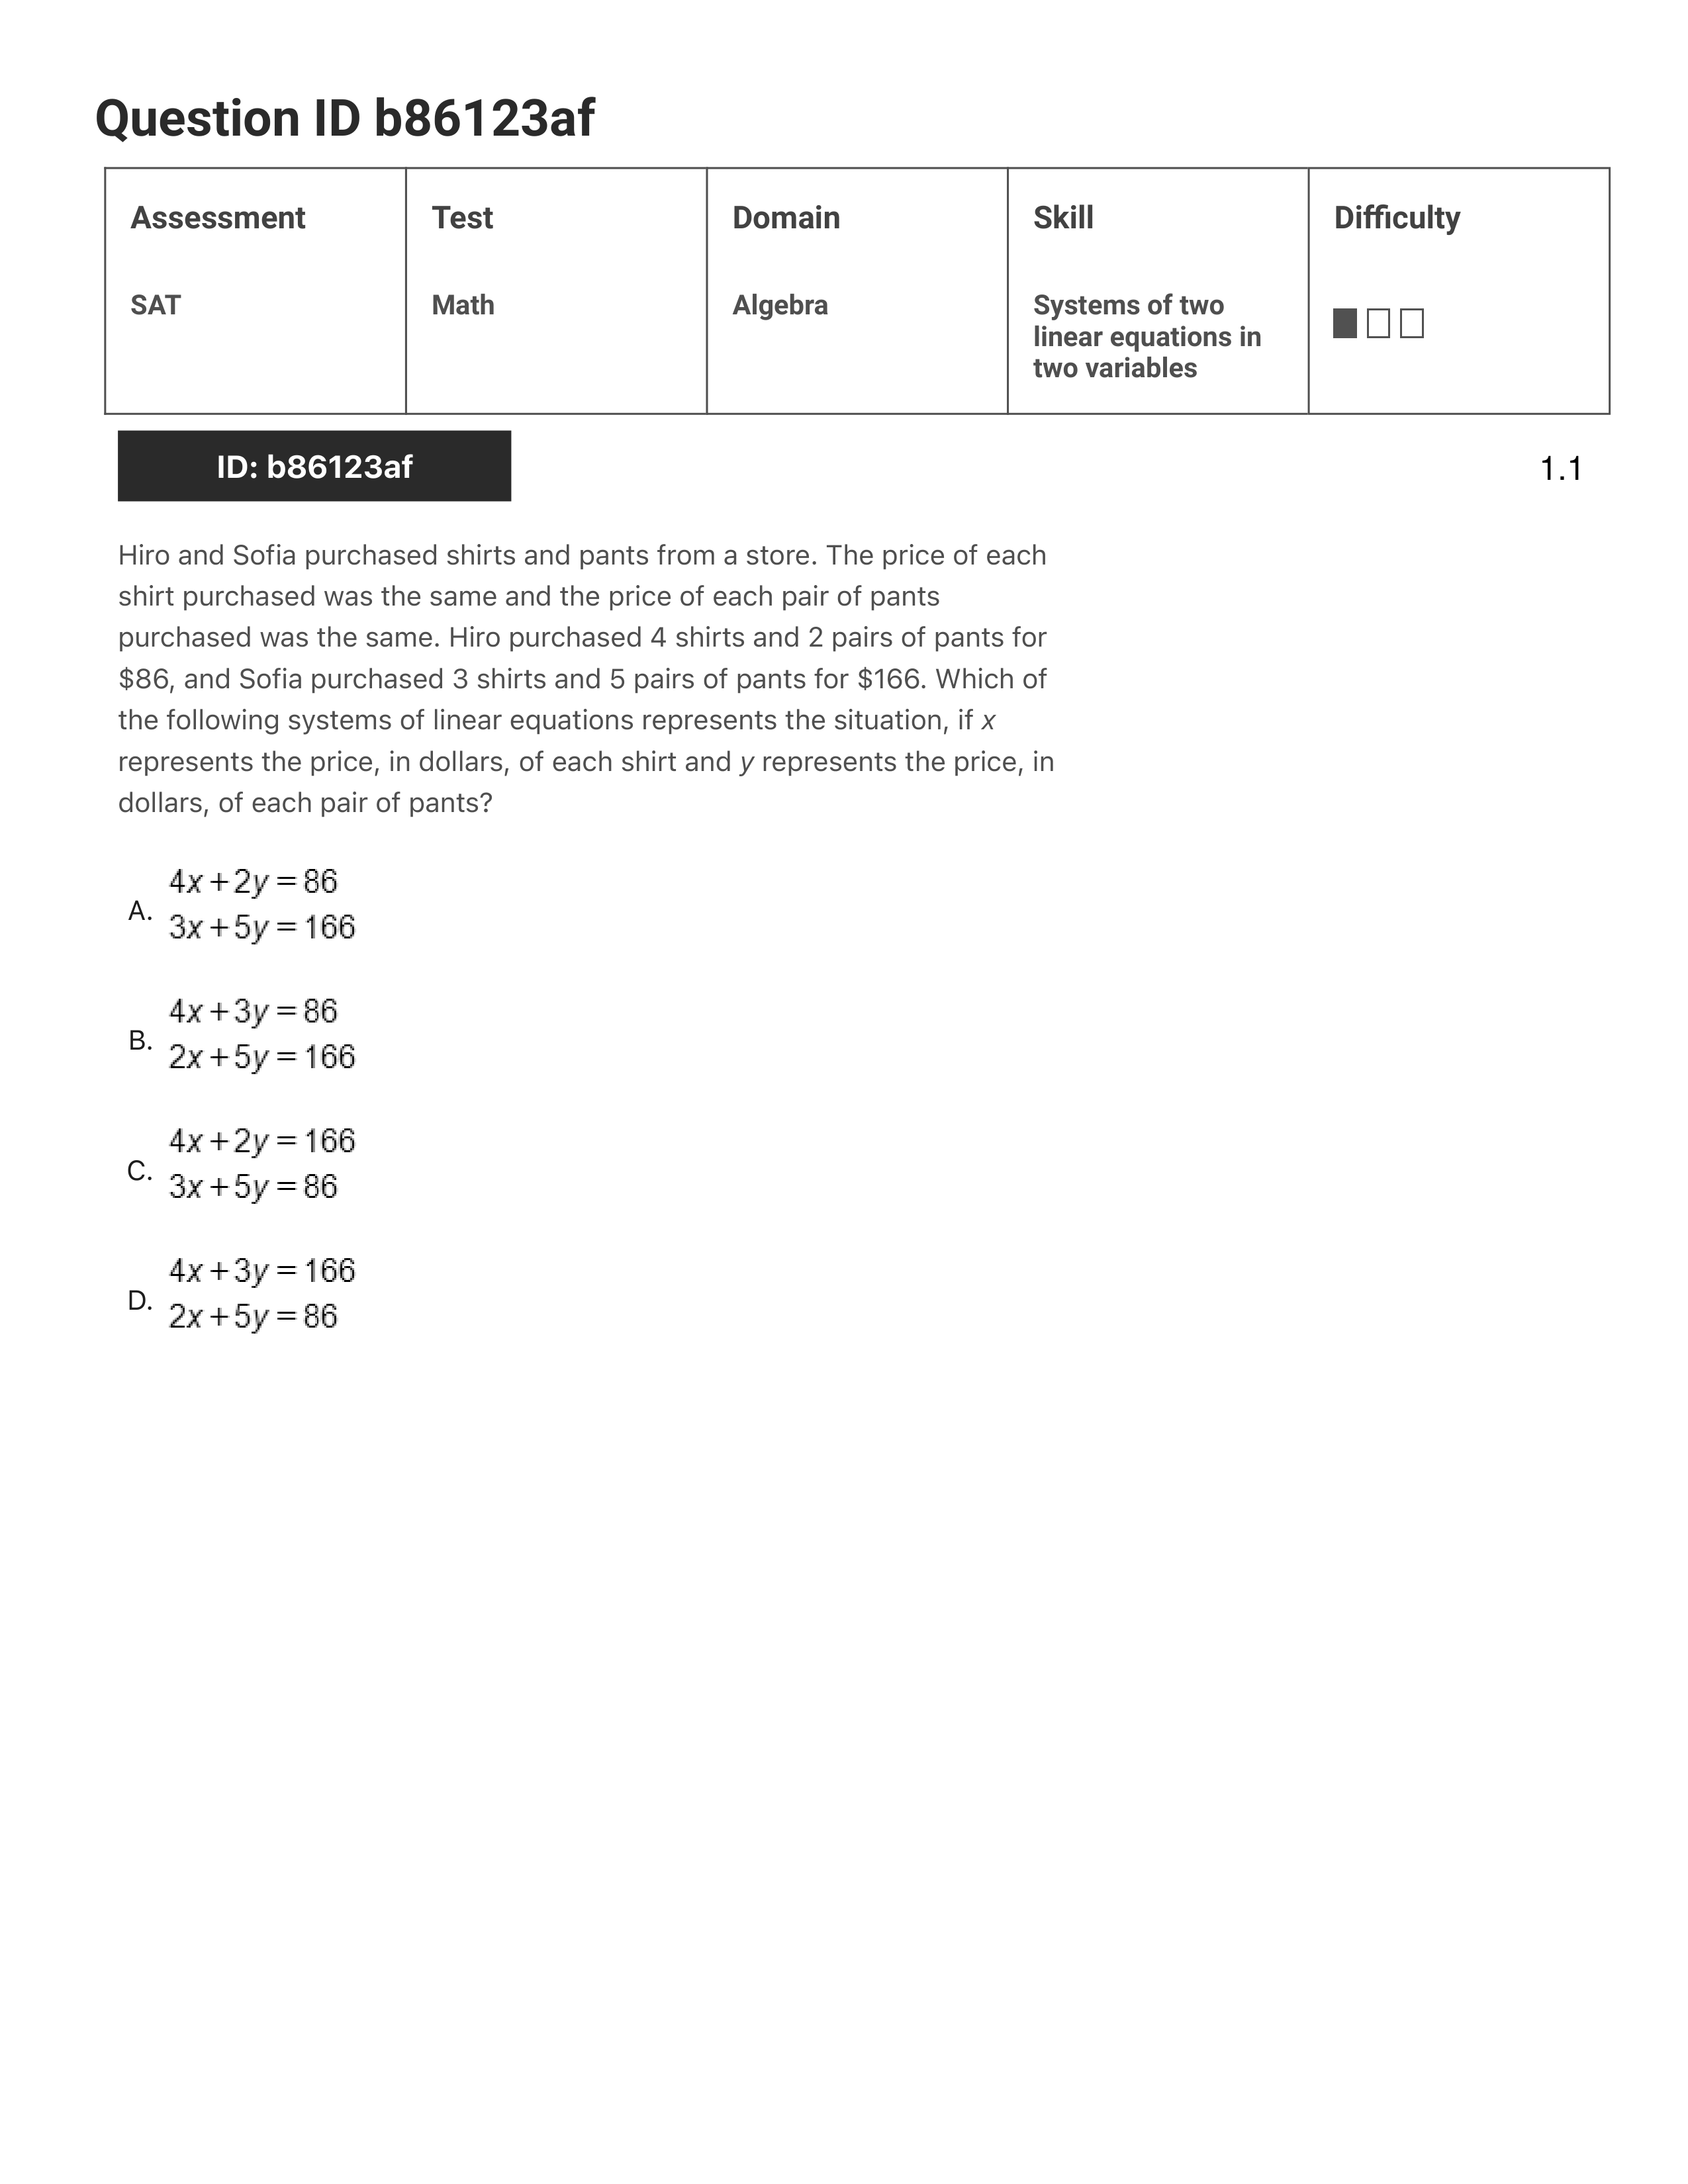 Question ID b86123af
Assessment
Test
Domain
Skill
Difficulty
SAT
Math
Algebra
Systems of two
linear equations in
two variables
ID: b86123af
1.1
Hiro and Sofia purchased shirts and pants from a store. The price of each
shirt purchased was the same and the price of each pair of pants
purchased was the same. Hiro purchased 4 shirts and 2 pairs of pants for
$86, and Sofia purchased 3 shirts and 5 pairs of pants for $166. Which of
the following systems of linear equations represents the situation, if x
represents the price, in dollars, of each shirt and y represents the price, in
dollars, of each pair of pants?
A.
4x+2y=86
3x+5y=166
B.
4x+3y=86
2x+5y=166
C.
4x+2y=166
3x+5y=86
D.
4x+3y=166
2x+5y=86